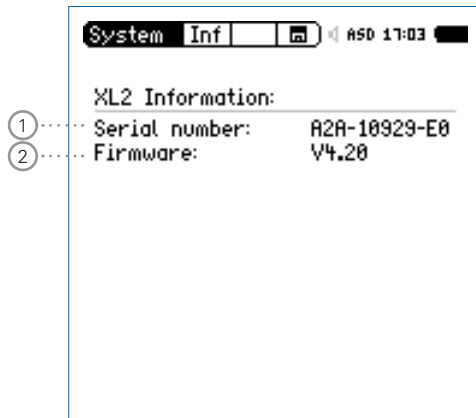 System Inf ASD 17:03
XL2 Information:
1 Serial number: A2A-10929-E0
2 Firmware: V4.20